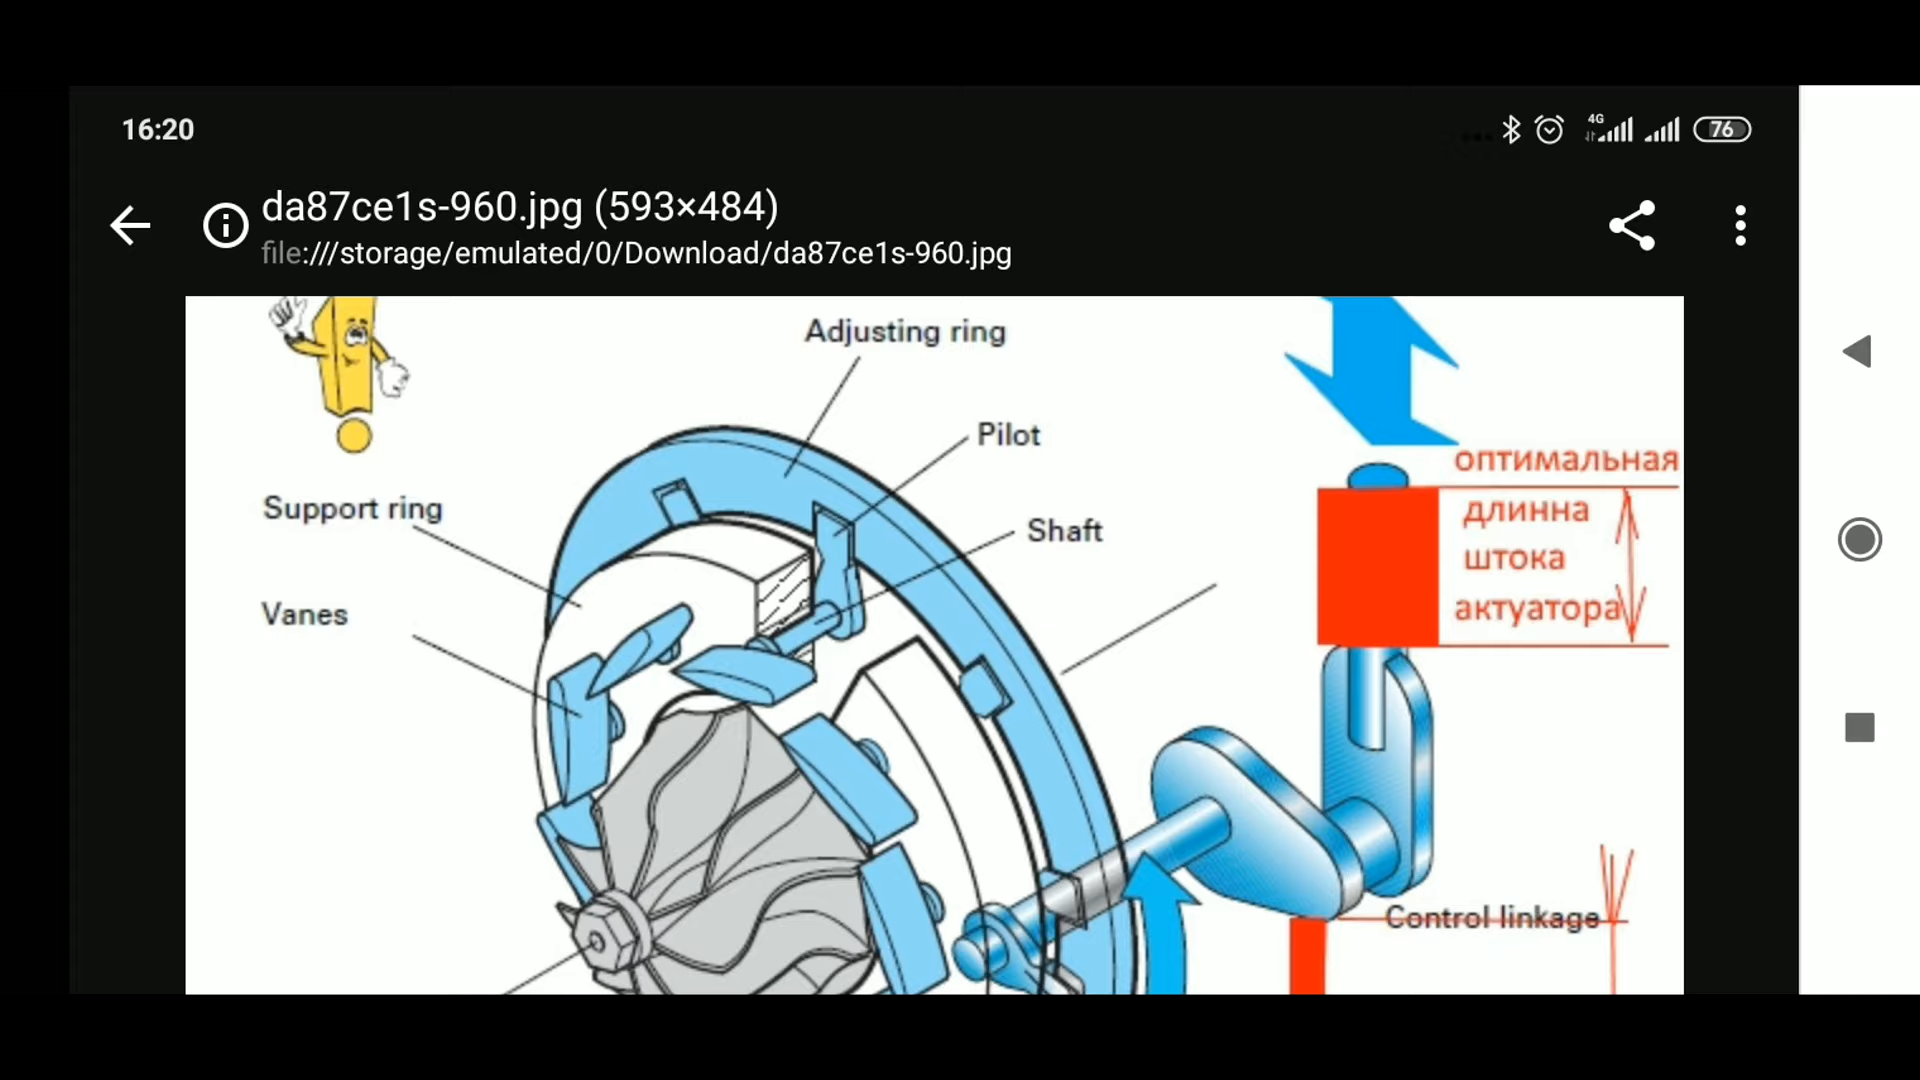 16:20
4G
76
da87ce1s-960.jpg (593×484)
file:///storage/emulated/0/Download/da87ce1s-960.jpg
Adjusting ring
Pilot
оптимальная
Support ring
длинна
Shaft
штока
Vanes
актуатора
Control linkage